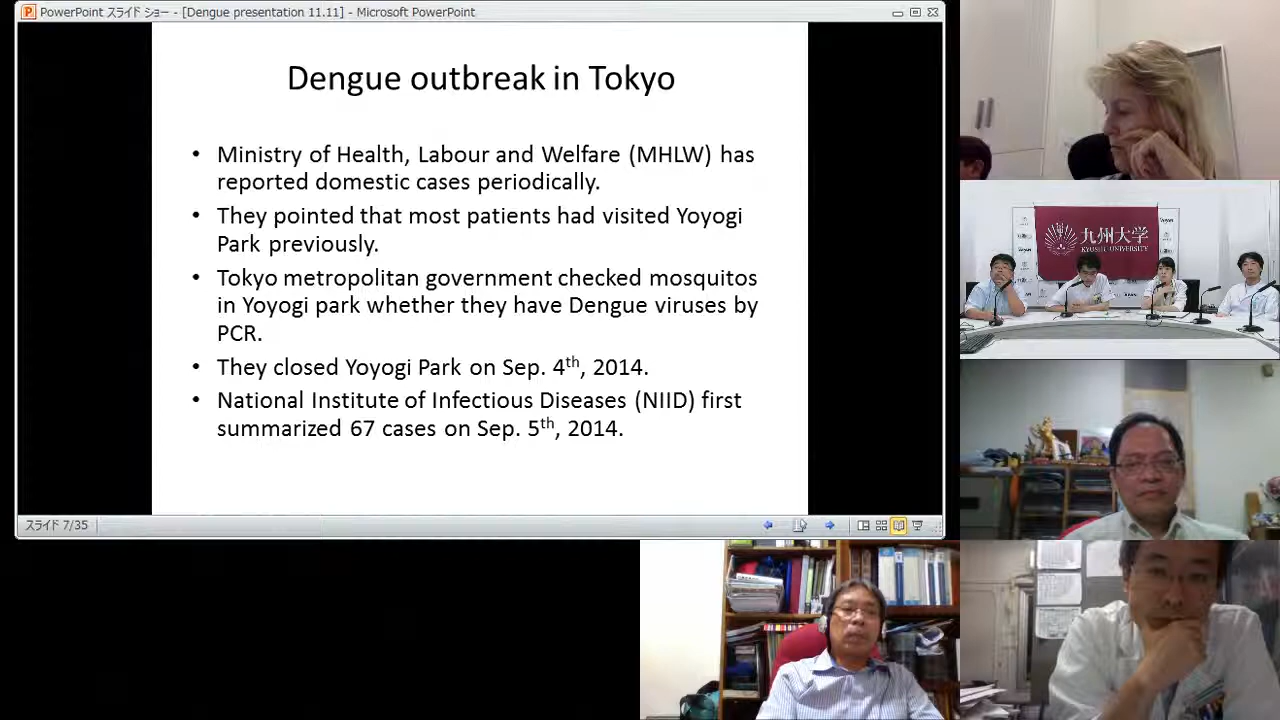 PowerPoint スライド ショー - [Dengue presentation 11.11] - Microsoft PowerPoint
Dengue outbreak in Tokyo
• Ministry of Health, Labour and Welfare (MHLW) has
reported domestic cases periodically.
• They pointed that most patients had visited Yoyogi
Park previously.
• Tokyo metropolitan government checked mosquitos
in Yoyogi park whether they have Dengue viruses by
PCR.
• They closed Yoyogi Park on Sep. 4th, 2014.
• National Institute of Infectious Diseases (NIID) first
summarized 67 cases on Sep. 5th, 2014.
スライド 7/35
九州大学
KYUSHU UNIVERSITY